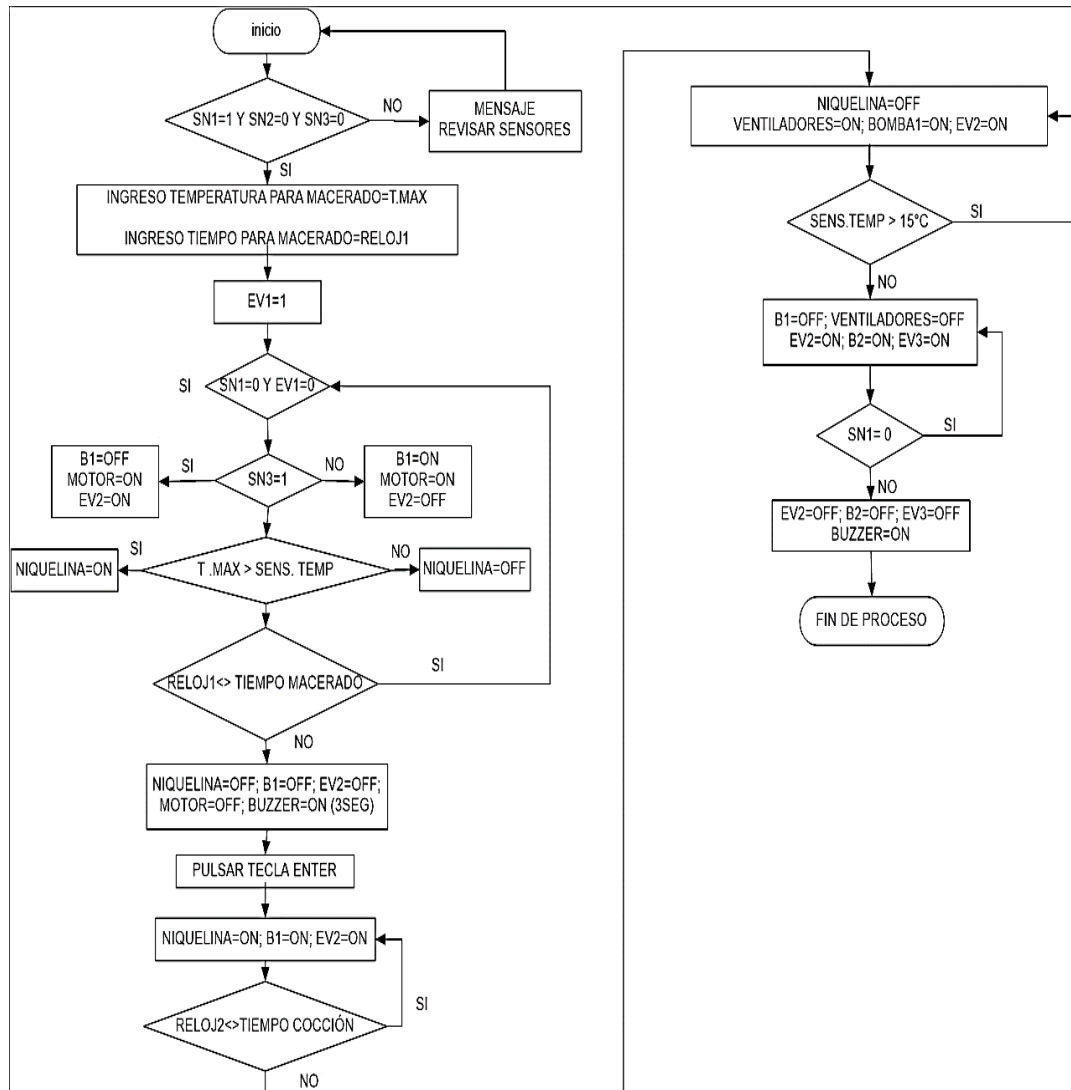 inicio
SN1=1 Y SN2=0 Y SN3=0
NO
MENSAJE
REVISAR SENSORES
SI
INGRESO TEMPERATURA PARA MACERADO=T.MAX
INGRESO TIEMPO PARA MACERADO=RELOJ1
EV1=1
SI
SN1=0 Y EV1=0
B1=OFF
MOTOR=ON
EV2=ON
SI
SN3=1
NO
B1=ON
MOTOR=ON
EV2=OFF
NIQUELINA=ON
SI
T .MAX > SENS. TEMP
NO
NIQUELINA=OFF
RELOJ1<> TIEMPO MACERADO
SI
NO
NIQUELINA=OFF; B1=OFF; EV2=OFF;
MOTOR=OFF; BUZZER=ON (3SEG)
PULSAR TECLA ENTER
NIQUELINA=ON; B1=ON; EV2=ON
SI
RELOJ2<>TIEMPO COCCIÓN
NO
NIQUELINA=OFF
VENTILADORES=ON; BOMBA1=ON; EV2=ON
SENS.TEMP > 15°C
SI
NO
B1=OFF; VENTILADORES=OFF
EV2=ON; B2=ON; EV3=ON
SN1= 0
SI
NO
EV2=OFF; B2=OFF; EV3=OFF
BUZZER=ON
FIN DE PROCESO